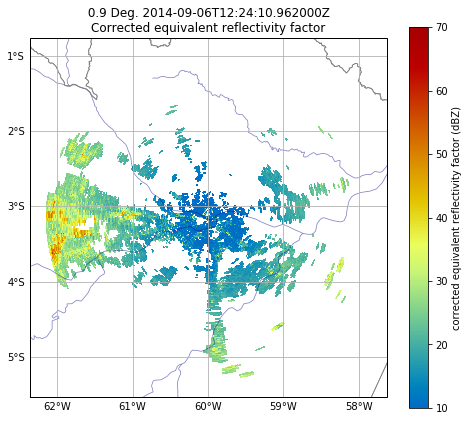 0.9 Deg. 2014-09-06T12:24:10.962000Z
Corrected equivalent reflectivity factor
1°S
2°S
3°S
4°S
5°S
62°W
61°W
60°W
59°W
58°W
70
60
50
40
30
20
10
corrected equivalent reflectivity factor (dBZ)